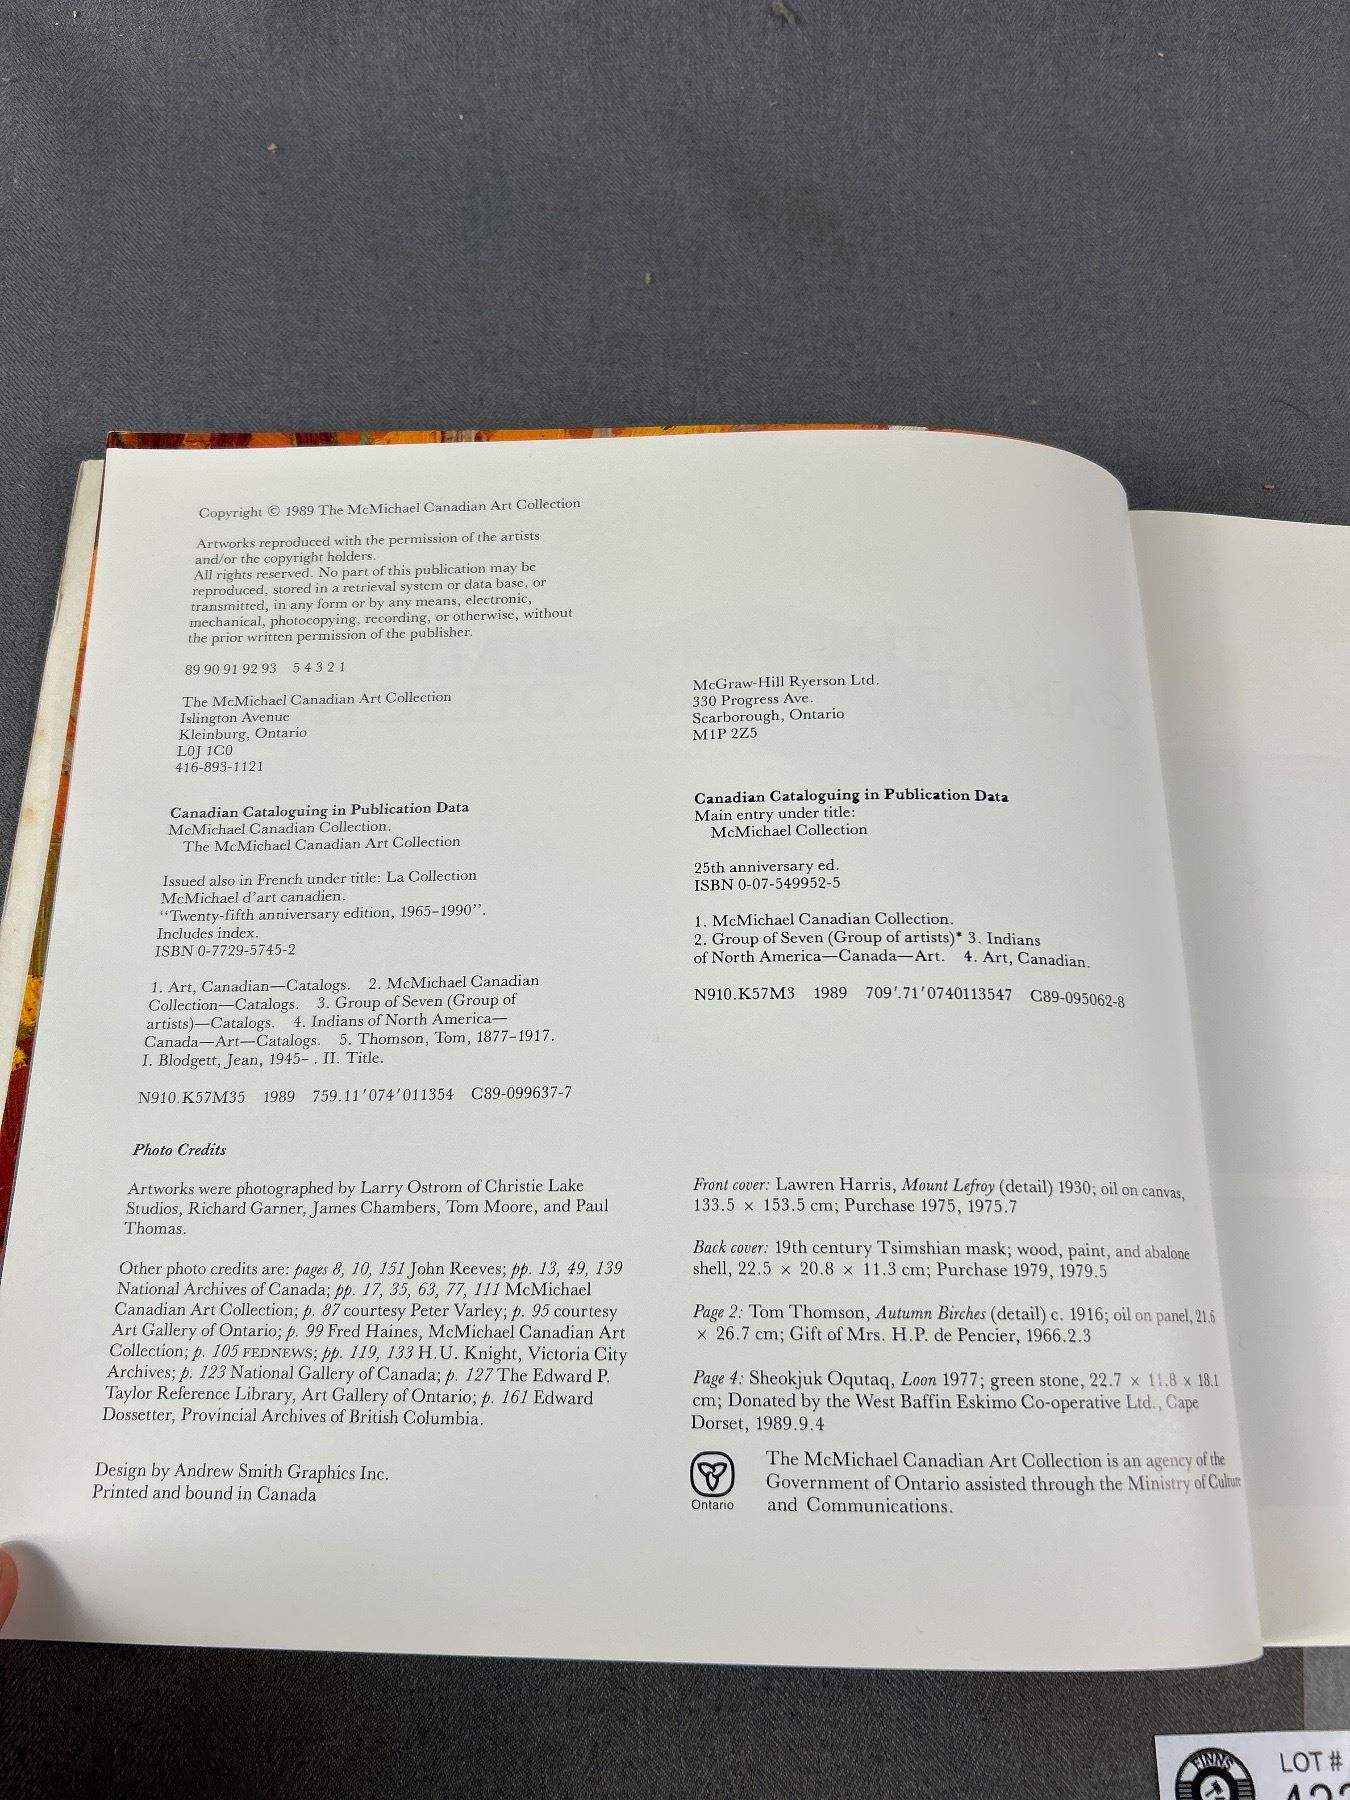 Copyright © 1989 The McMichael Canadian Art Collection
Artworks reproduced with the permission of the artists
and/or the copyright holders.
All rights reserved. No part of this publication may be
reproduced, stored in a retrieval system or data base, or
transmitted, in any form or by any means, electronic,
mechanical, photocopying, recording, or otherwise, without
the prior written permission of the publisher.
89 90 91 92 93 5 4 3 2 1
The McMichael Canadian Art Collection
Islington Avenue
Kleinburg, Ontario
L0J 1C0
416-893-1121
Canadian Cataloguing in Publication Data
McMichael Canadian Collection.
The McMichael Canadian Art Collection
Issued also in French under title: La Collection
McMichael d'art canadien.
"Twenty-fifth anniversary edition, 1965–1990".
Includes index.
ISBN 0-7729-5745-2
1. Art, Canadian—Catalogs. 2. McMichael Canadian
Collection—Catalogs. 3. Group of Seven (Group of
artists)—Catalogs. 4. Indians of North America—
Canada—Art—Catalogs. 5. Thomson, Tom, 1877–1917.
I. Blodgett, Jean, 1945– . II. Title.
N910.K57M35 1989 759.11′074′011354 C89-099637-7
Photo Credits
Artworks were photographed by Larry Ostrom of Christie Lake
Studios, Richard Garner, James Chambers, Tom Moore, and Paul
Thomas.
Other photo credits are: pages 8, 10, 151 John Reeves; pp. 13, 49, 139
National Archives of Canada; pp. 17, 35, 63, 77, 111 McMichael
Canadian Art Collection; p. 87 courtesy Peter Varley; p. 95 courtesy
Art Gallery of Ontario; p. 99 Fred Haines, McMichael Canadian Art
Collection; p. 105 FEDNEWS; pp. 119, 133 H.U. Knight, Victoria City
Archives; p. 123 National Gallery of Canada; p. 127 The Edward P.
Taylor Reference Library, Art Gallery of Ontario; p. 161 Edward
Dossetter, Provincial Archives of British Columbia.
Design by Andrew Smith Graphics Inc.
Printed and bound in Canada
McGraw-Hill Ryerson Ltd.
330 Progress Ave.
Scarborough, Ontario
M1P 2Z5
Canadian Cataloguing in Publication Data
Main entry under title:
McMichael Collection
25th anniversary ed.
ISBN 0-07-549952-5
1. McMichael Canadian Collection.
2. Group of Seven (Group of artists)* 3. Indians
of North America—Canada—Art. 4. Art, Canadian.
N910.K57M3 1989 709′.71′0740113547 C89-095062-8
Front cover: Lawren Harris, Mount Lefroy (detail) 1930; oil on canvas,
133.5 × 153.5 cm; Purchase 1975, 1975.7
Back cover: 19th century Tsimshian mask; wood, paint, and abalone
shell, 22.5 × 20.8 × 11.3 cm; Purchase 1979, 1979.5
Page 2: Tom Thomson, Autumn Birches (detail) c. 1916; oil on panel, 21.6
× 26.7 cm; Gift of Mrs. H.P. de Pencier, 1966.2.3
Page 4: Sheokjuk Oqutaq, Loon 1977; green stone, 22.7 × 11.8 × 18.1
cm; Donated by the West Baffin Eskimo Co-operative Ltd., Cape
Dorset, 1989.9.4
Ontario
The McMichael Canadian Art Collection is an agency of the
Government of Ontario assisted through the Ministry of Culture
and Communications.
FINNS
LOT #